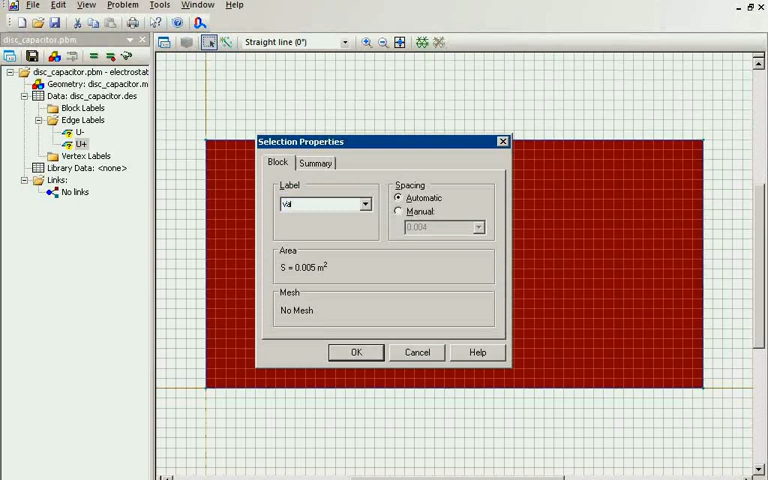 File Edit View Problem Tools Window Help
Straight line (0°)
disc_capacitor.pbm
disc_capacitor.pbm - electrostat
Geometry: disc_capacitor.m
Data: disc_capacitor.des
Block Labels
Edge Labels
U-
U+
Vertex Labels
Library Data: <none>
Links:
No links
Selection Properties
Block Summary
Label
Spacing
Automatic
Manual:
0.004
Area
S = 0.005 m²
Mesh
No Mesh
OK Cancel Help